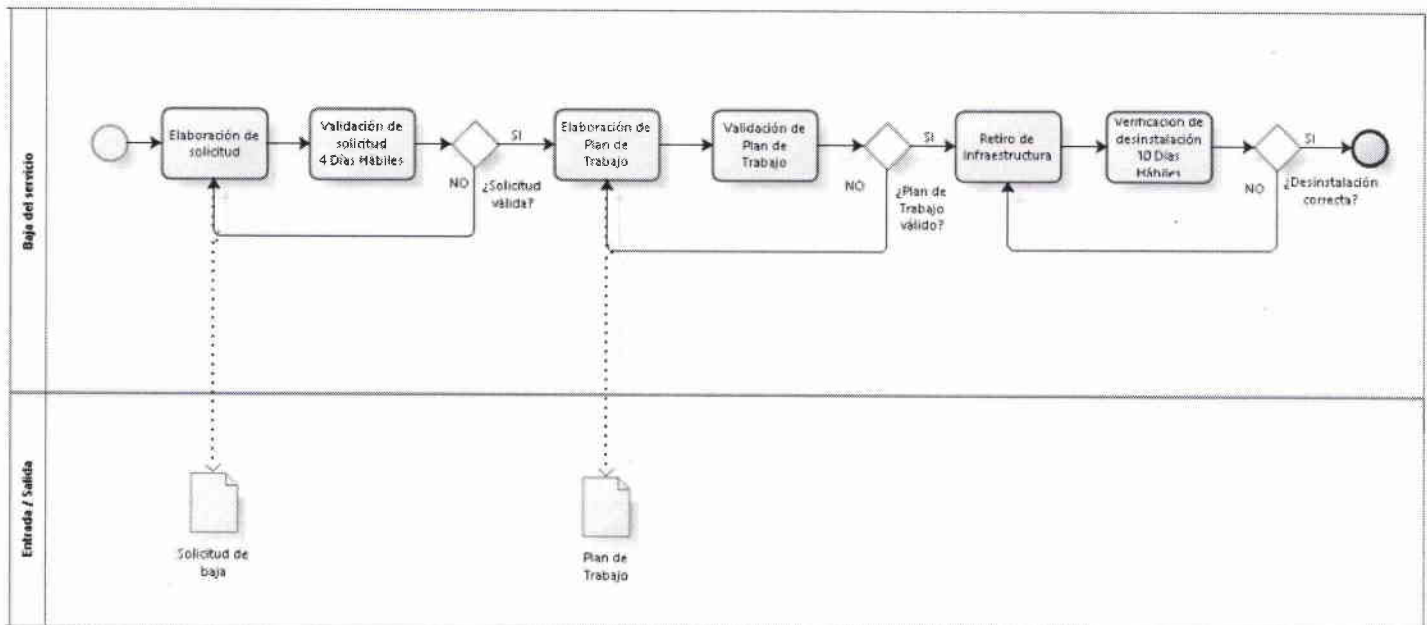 Baja del servicio
Elaboración de
solicitud
Validación de
solicitud
4 Días Hábiles
SI
NO
¿Solicitud
válida?
Elaboración de
Plan de
Trabajo
Validación de
Plan de
Trabajo
SI
NO
¿Plan de
Trabajo
válido?
Retiro de
infraestructura
Verificación de
desinstalación
10 Días
Hábiles
SI
NO
¿Desinstalación
correcta?
Entrada / Salida
Solicitud de
baja
Plan de
Trabajo